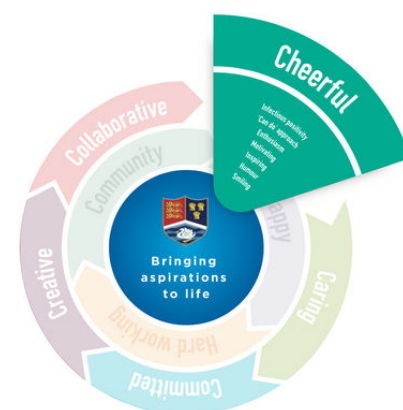 Cheerful
Infectious positivity
'Can do' approach
Enthusiasm
Motivating
Inspiring
Humour
Smiling
Collaborative
Community
Happy
Caring
Creative
Hard working
Committed
Bringing
aspirations
to life